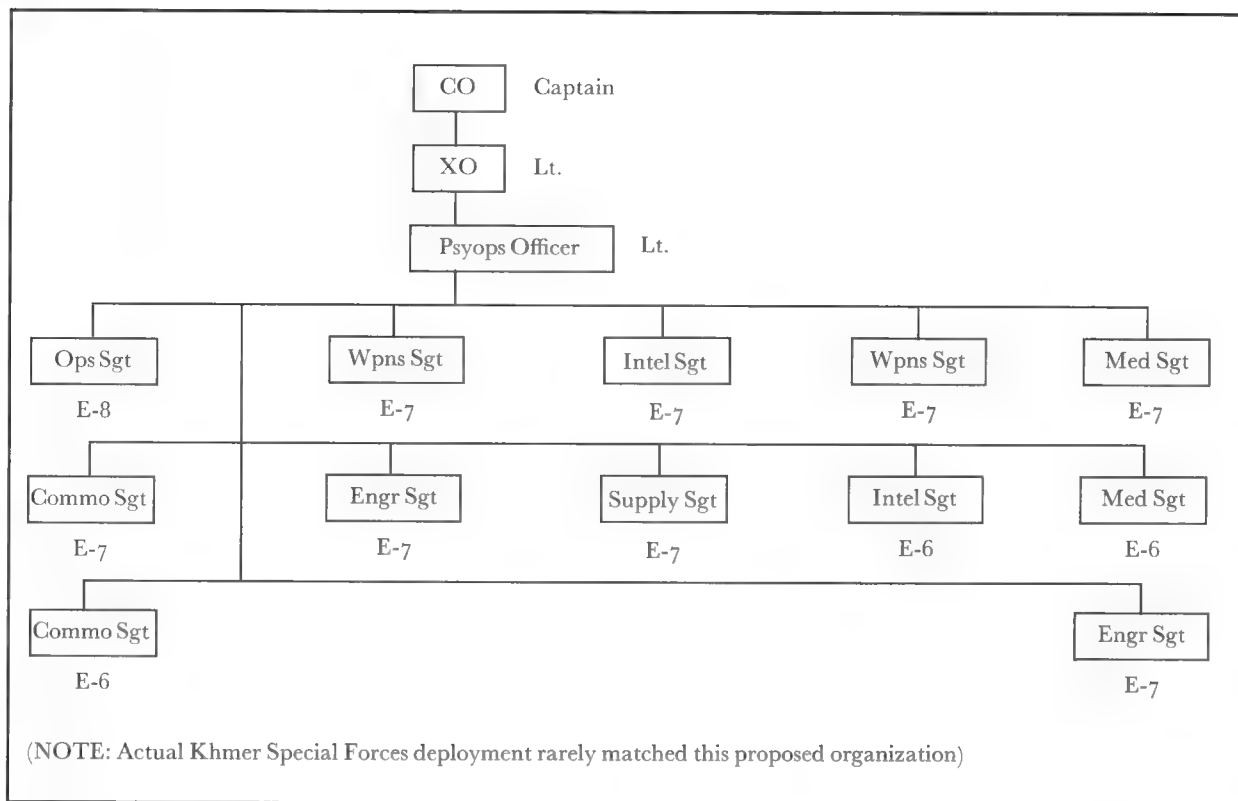 CO Captain
XO Lt.
Psyops Officer Lt.
Ops Sgt Wpns Sgt Intel Sgt Wpns Sgt Med Sgt
E-8 E-7 E-7 E-7 E-7
Commo Sgt Engr Sgt Supply Sgt Intel Sgt Med Sgt
E-7 E-7 E-7 E-6 E-6
Commo Sgt Engr Sgt
E-6 E-7
(NOTE: Actual Khmer Special Forces deployment rarely matched this proposed organization)